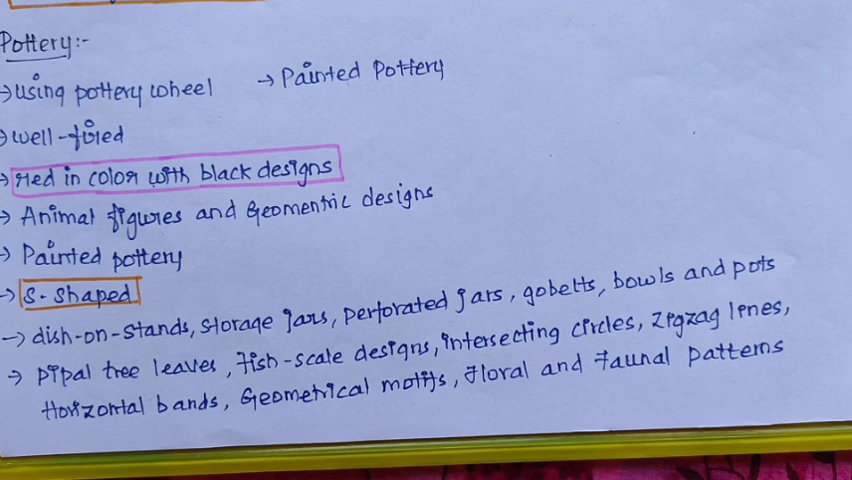 Pottery:-
→ using pottery wheel → Painted Pottery
→ well-fired
→ red in color with black designs
→ Animal figures and Geomentric designs
→ Painted pottery
→ S-shaped
→ dish-on-stands, storage jars, perforated jars, gobetts, bowls and pots
→ pipal tree leaves, fish-scale designs, intersecting circles, zigzag lines,
Horizontal bands, Geometrical motifs, floral and faunal patterns